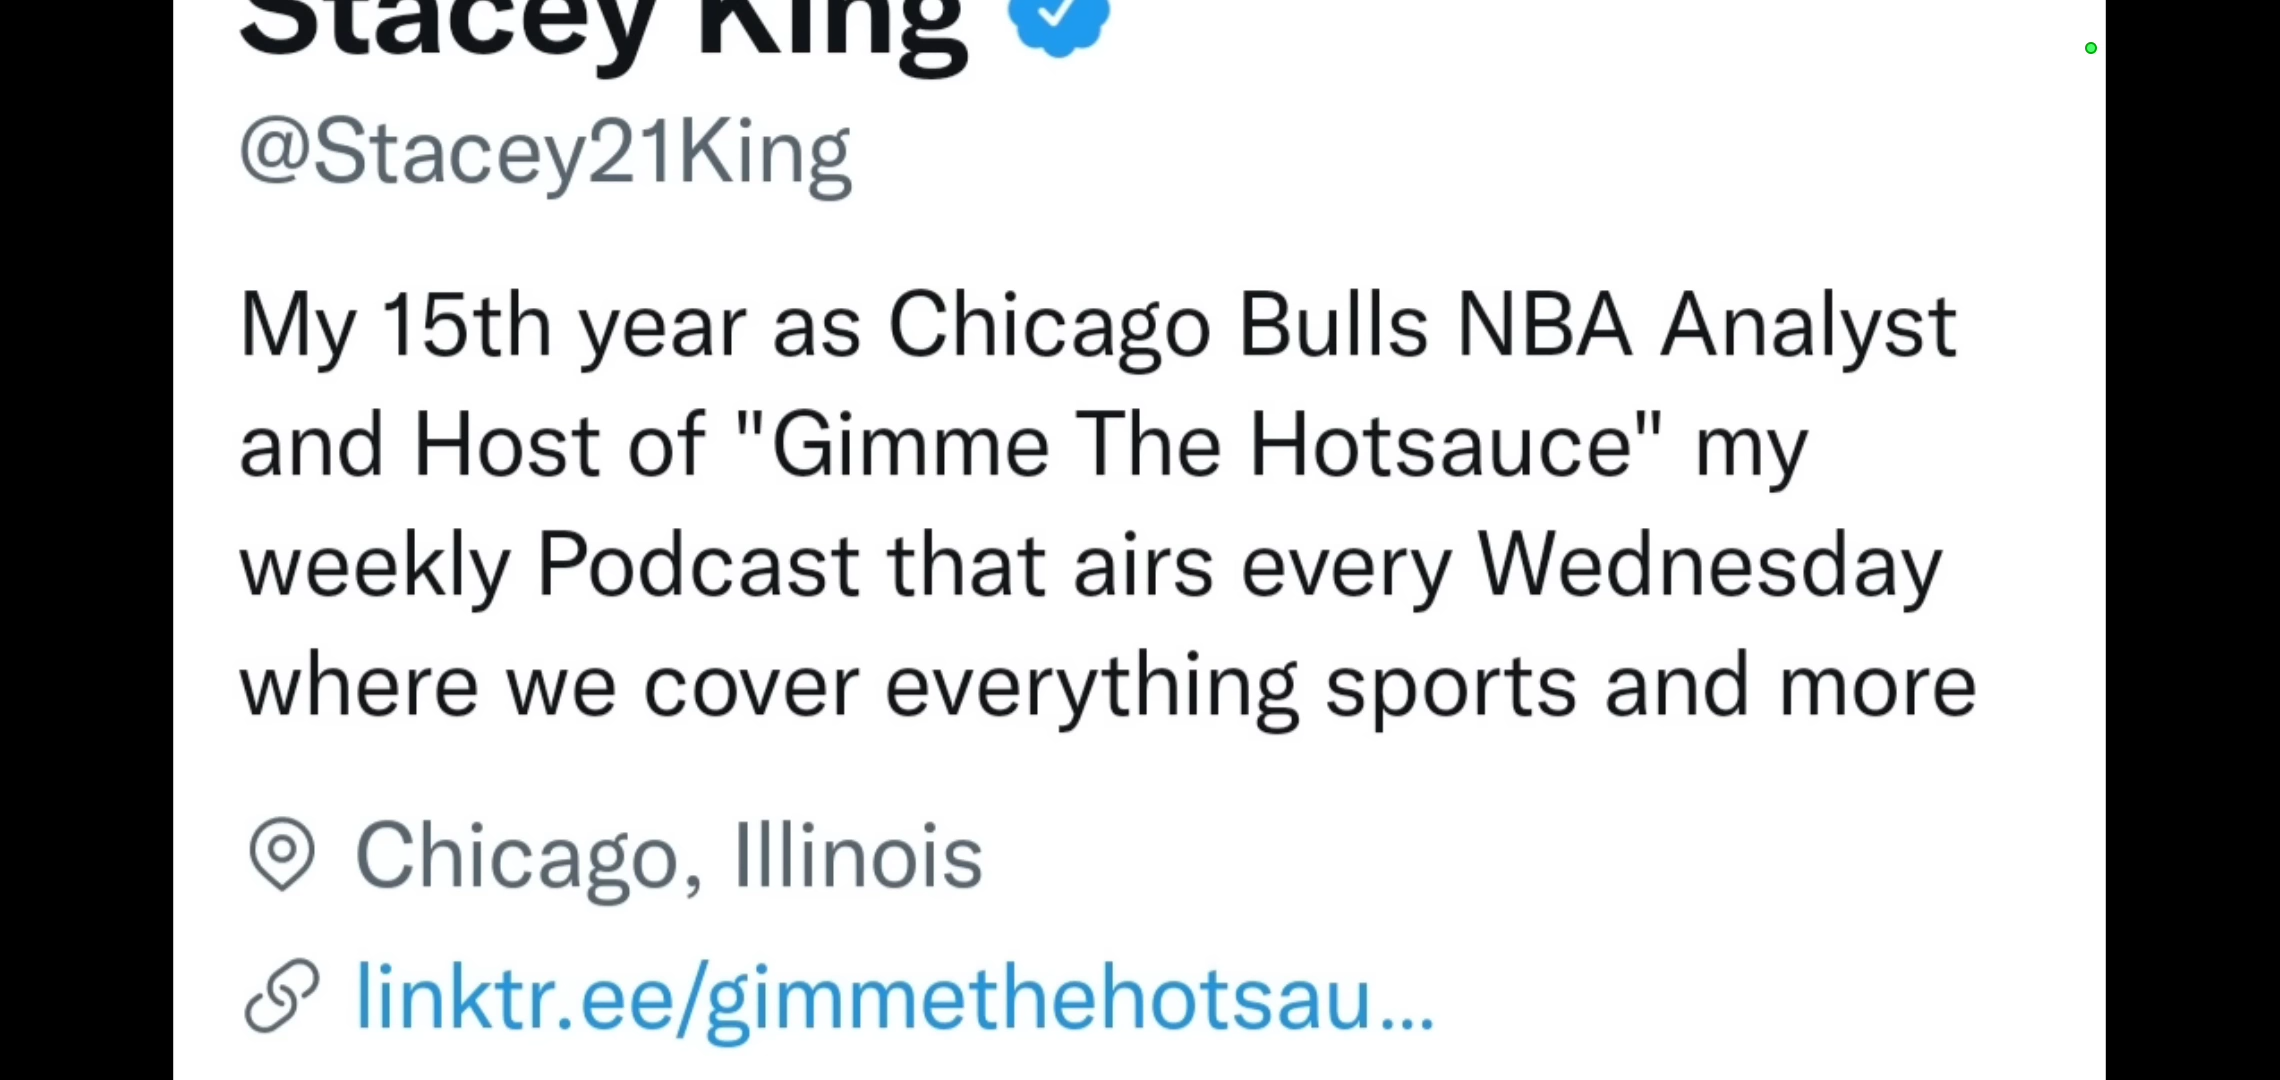 Stacey King
@Stacey21King
My 15th year as Chicago Bulls NBA Analyst
and Host of "Gimme The Hotsauce" my
weekly Podcast that airs every Wednesday
where we cover everything sports and more
Chicago, Illinois
linktr.ee/gimmethehotsau...